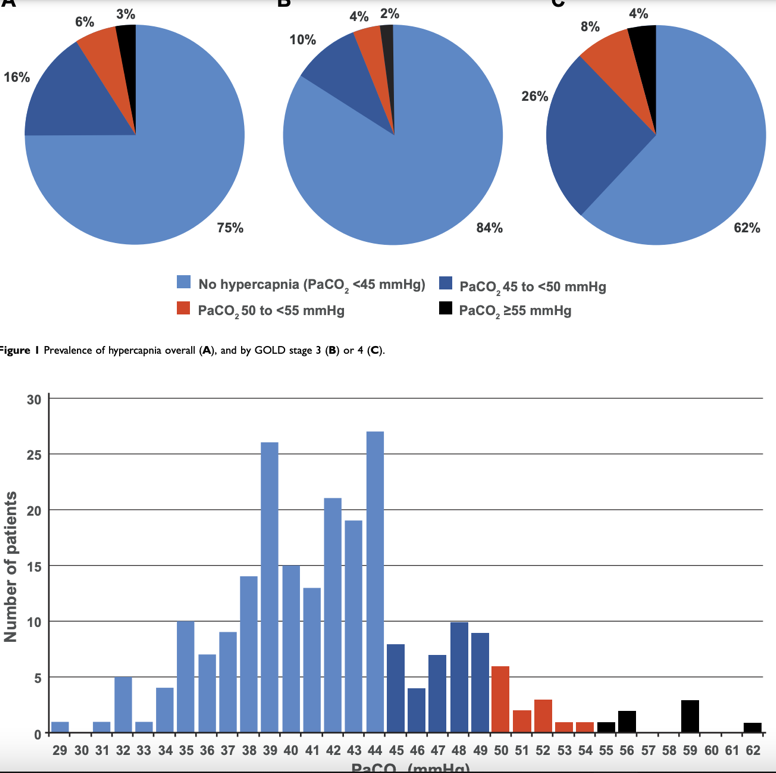 A B C
3%
6%
16%
75%
2%
4%
10%
84%
4%
8%
26%
62%
No hypercapnia (PaCO2 <45 mmHg)
PaCO2 45 to <50 mmHg
PaCO2 50 to <55 mmHg
PaCO2 ≥55 mmHg
Figure 1 Prevalence of hypercapnia overall (A), and by GOLD stage 3 (B) or 4 (C).
Number of patients
30
25
20
15
10
5
0
29 30 31 32 33 34 35 36 37 38 39 40 41 42 43 44 45 46 47 48 49 50 51 52 53 54 55 56 57 58 59 60 61 62
PaCO (mmHg)